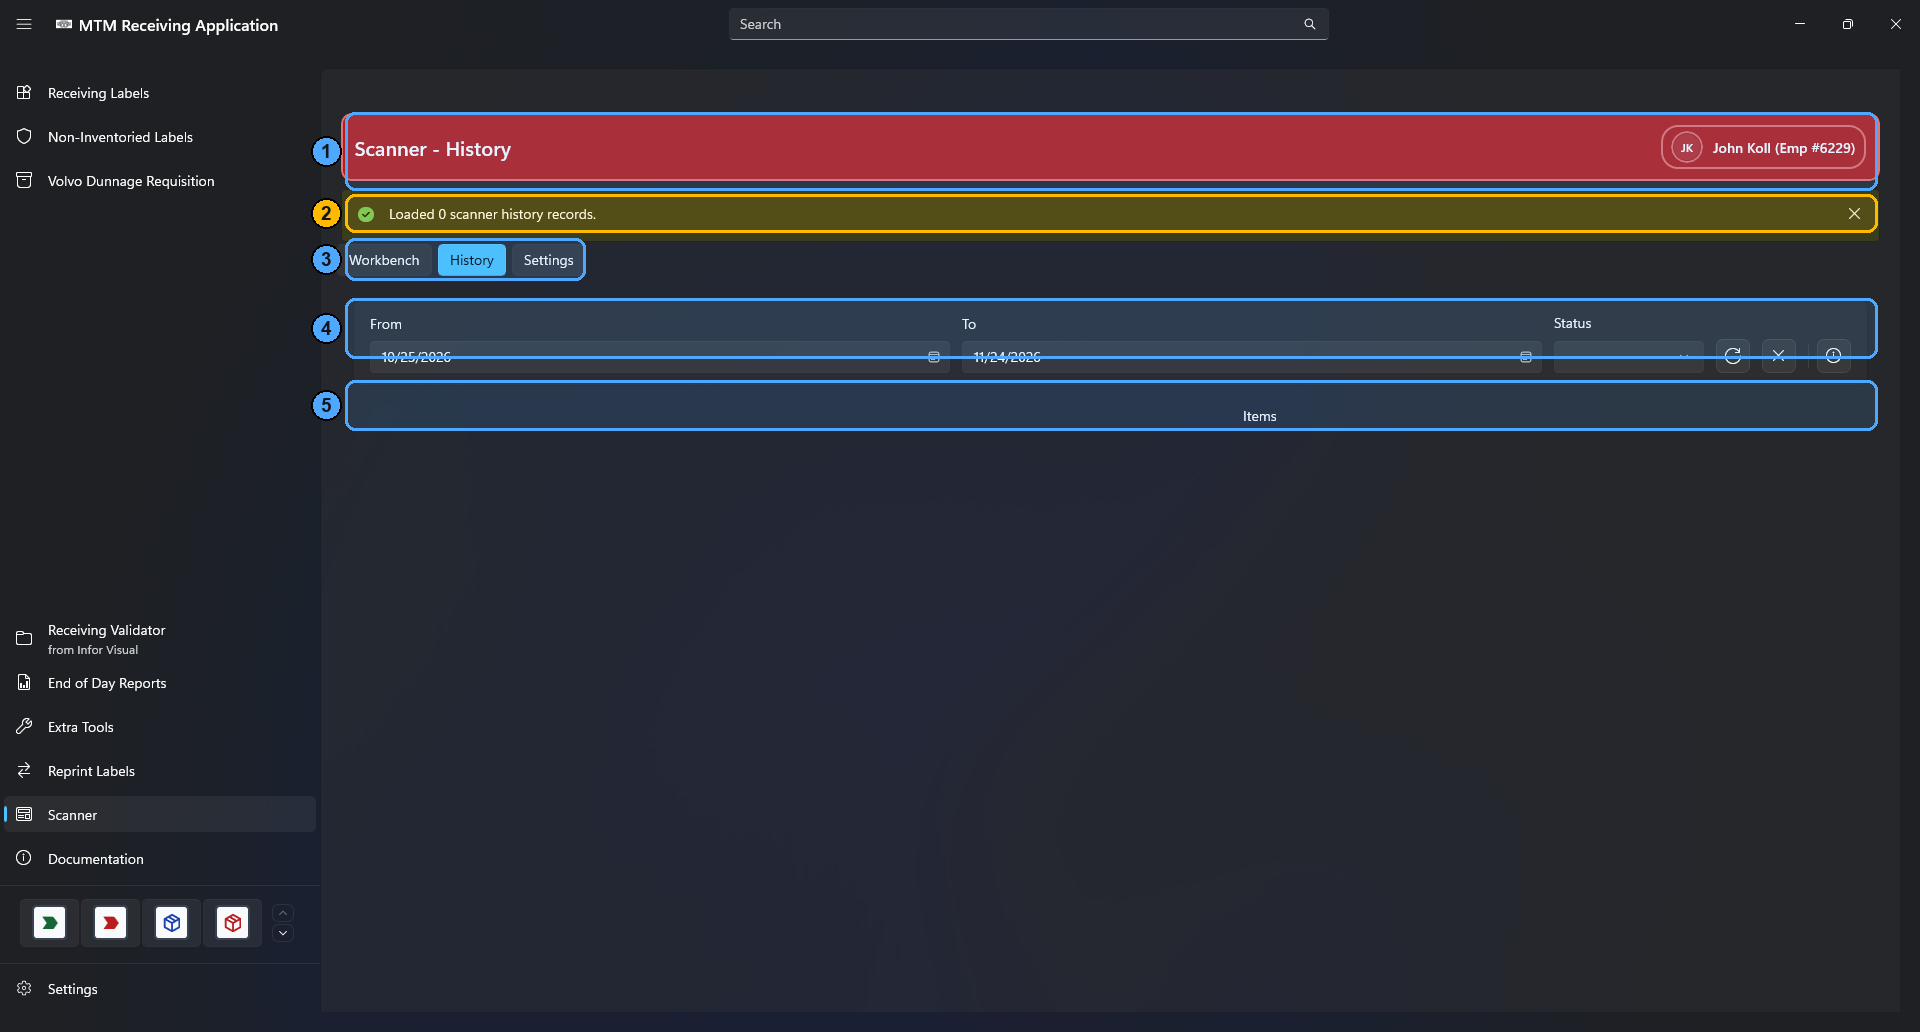 MTM Receiving Application
Search
Receiving Labels
Non-Inventoried Labels
Volvo Dunnage Requisition
1
Scanner - History
JK
John Koll (Emp #6229)
2
Loaded 0 scanner history records.
3
Workbench
History
Settings
4
From
To
Status
10/25/2026
11/24/2026
5
Items
Receiving Validator
from Infor Visual
End of Day Reports
Extra Tools
Reprint Labels
Scanner
Documentation
Settings